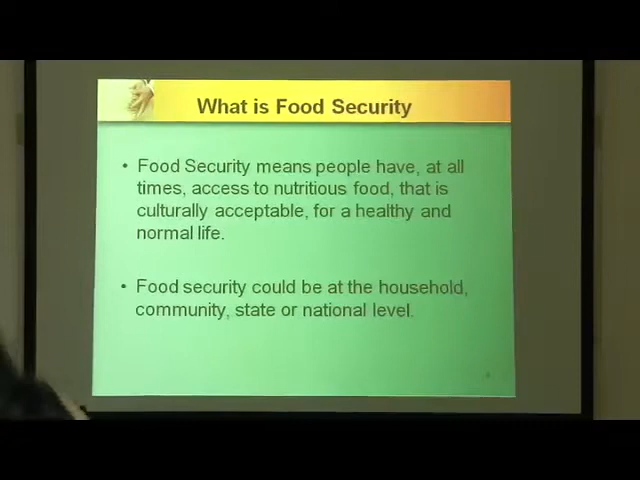 What is Food Security
• Food Security means people have, at all
times, access to nutritious food, that is
culturally acceptable, for a healthy and
normal life.
• Food security could be at the household,
community, state or national level.